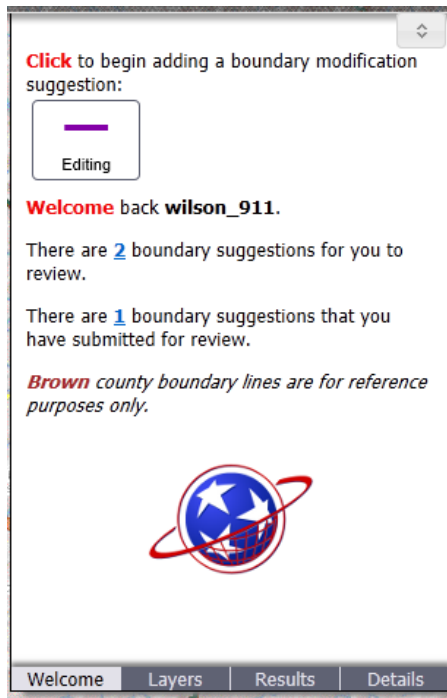 Click to begin adding a boundary modification
suggestion:
Editing
Welcome back wilson_911.
There are 2 boundary suggestions for you to
review.
There are 1 boundary suggestions that you
have submitted for review.
Brown county boundary lines are for reference
purposes only.
Welcome Layers Results Details